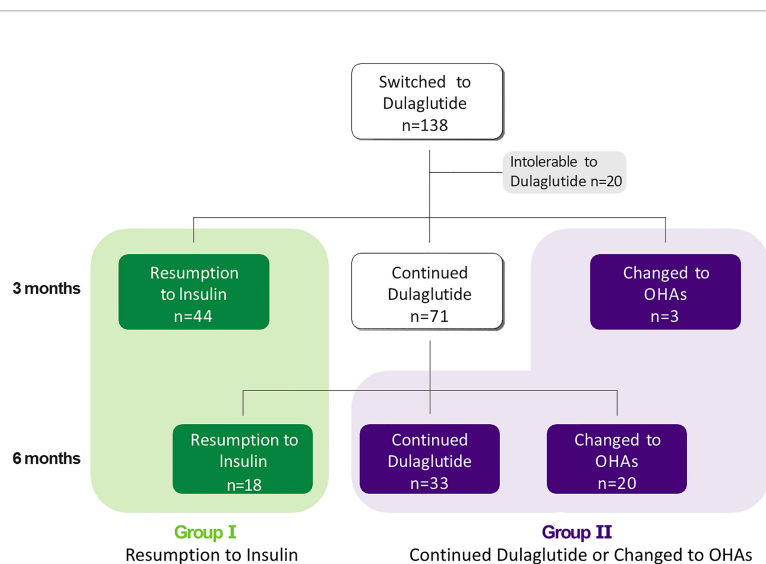 Switched to
Dulaglutide
n=138
Intolerable to
Dulaglutide n=20
3 months
Resumption
to Insulin
n=44
Continued
Dulaglutide
n=71
Changed to
OHAs
n=3
6 months
Resumption to
Insulin
n=18
Continued
Dulaglutide
n=33
Changed to
OHAs
n=20
Group I
Resumption to Insulin
Group II
Continued Dulaglutide or Changed to OHAs